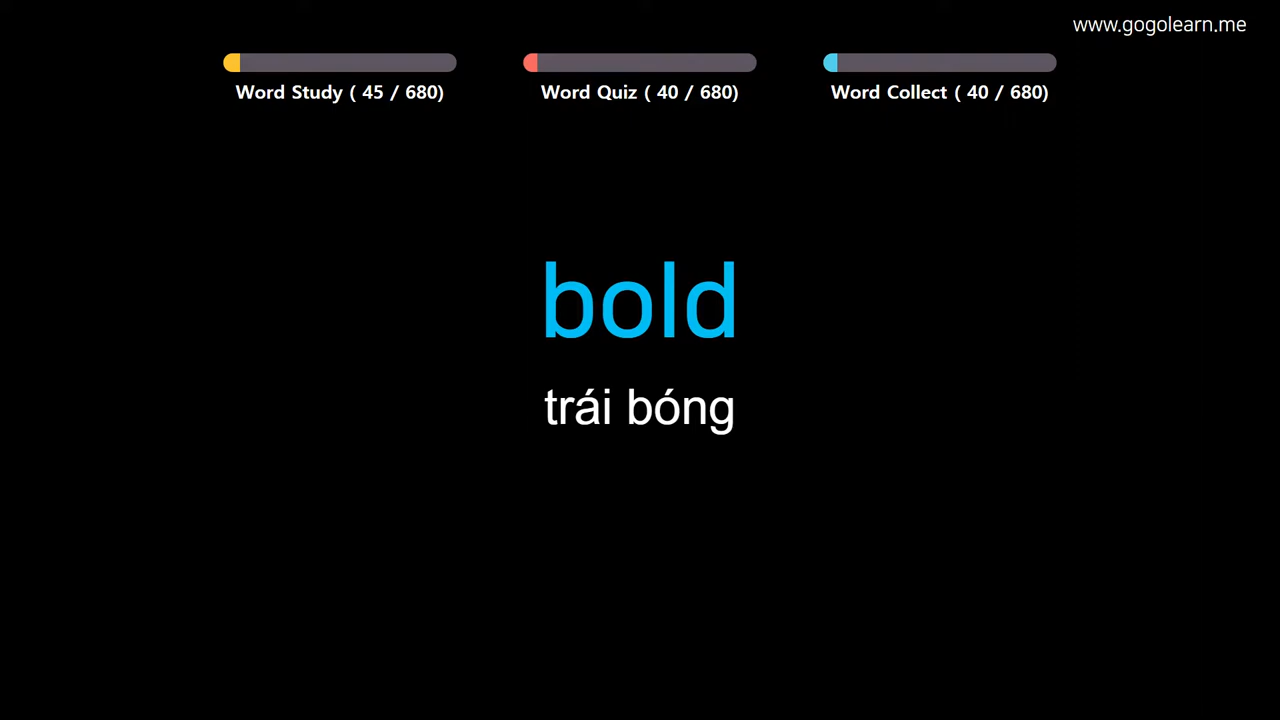 www.gogolearn.me
Word Study ( 45 / 680)
Word Quiz ( 40 / 680)
Word Collect ( 40 / 680)
bold
trái bóng